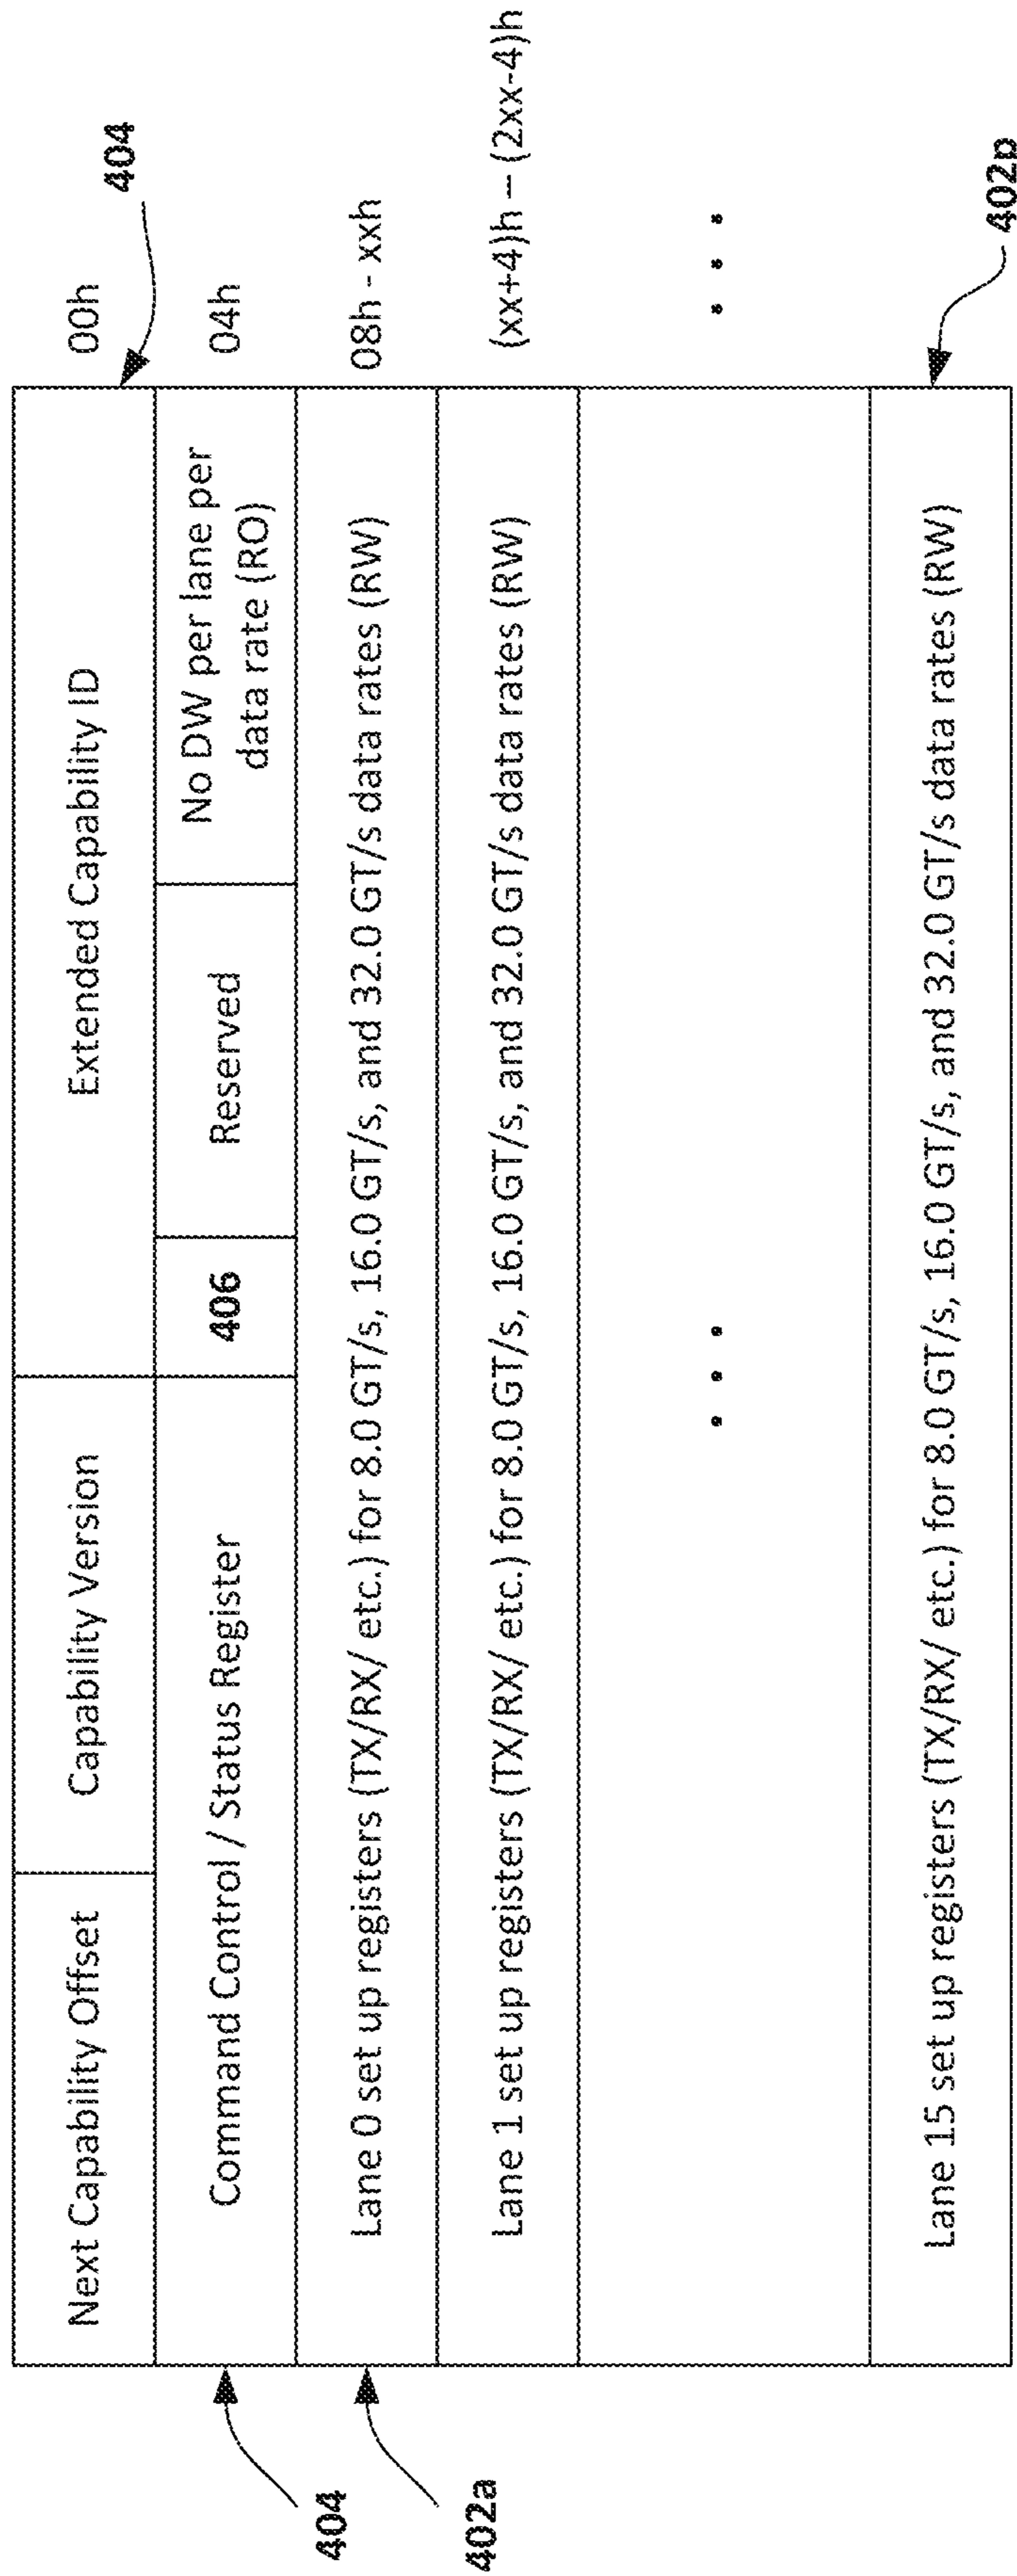 404
Next Capability Offset
Capability Version
Extended Capability ID
00h
404
Command Control / Status Register
406
Reserved
No DW per lane per
data rate (RO)
04h
402a
Lane 0 set up registers (TX/RX/ etc.) for 8.0 GT/s, 16.0 GT/s, and 32.0 GT/s data rates (RW)
08h - xxh
Lane 1 set up registers (TX/RX/ etc.) for 8.0 GT/s, 16.0 GT/s, and 32.0 GT/s data rates (RW)
(xx+4)h – (2xx-4)h
Lane 15 set up registers (TX/RX/ etc.) for 8.0 GT/s, 16.0 GT/s, and 32.0 GT/s data rates (RW)
402p